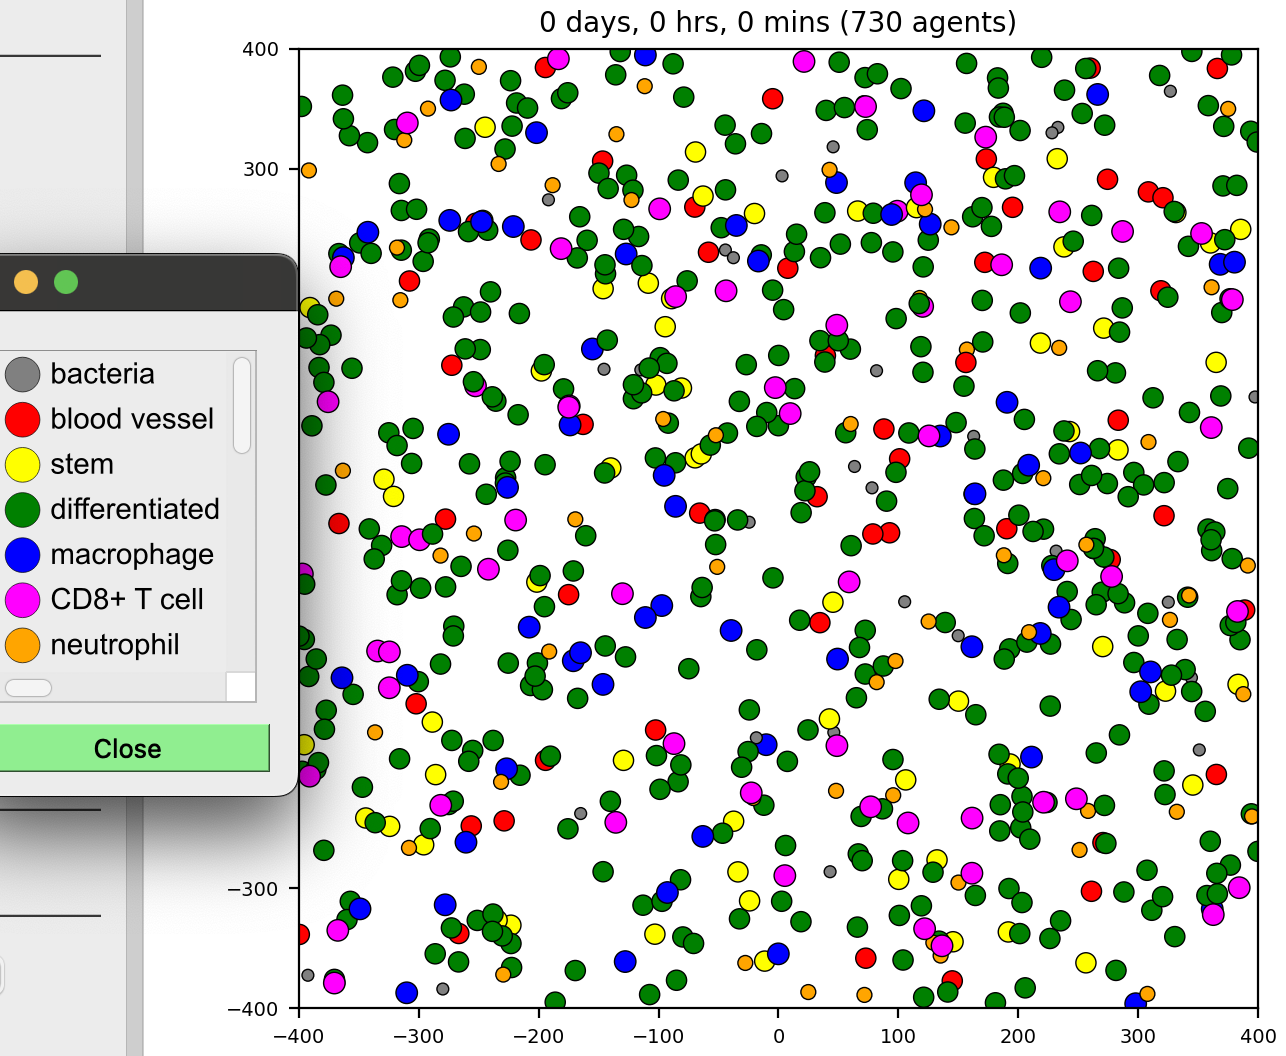 0 days, 0 hrs, 0 mins (730 agents)
400
300
−300
−400
−400
−300
−200
−100
0
100
200
300
400
bacteria
blood vessel
stem
differentiated
macrophage
CD8+ T cell
neutrophil
Close